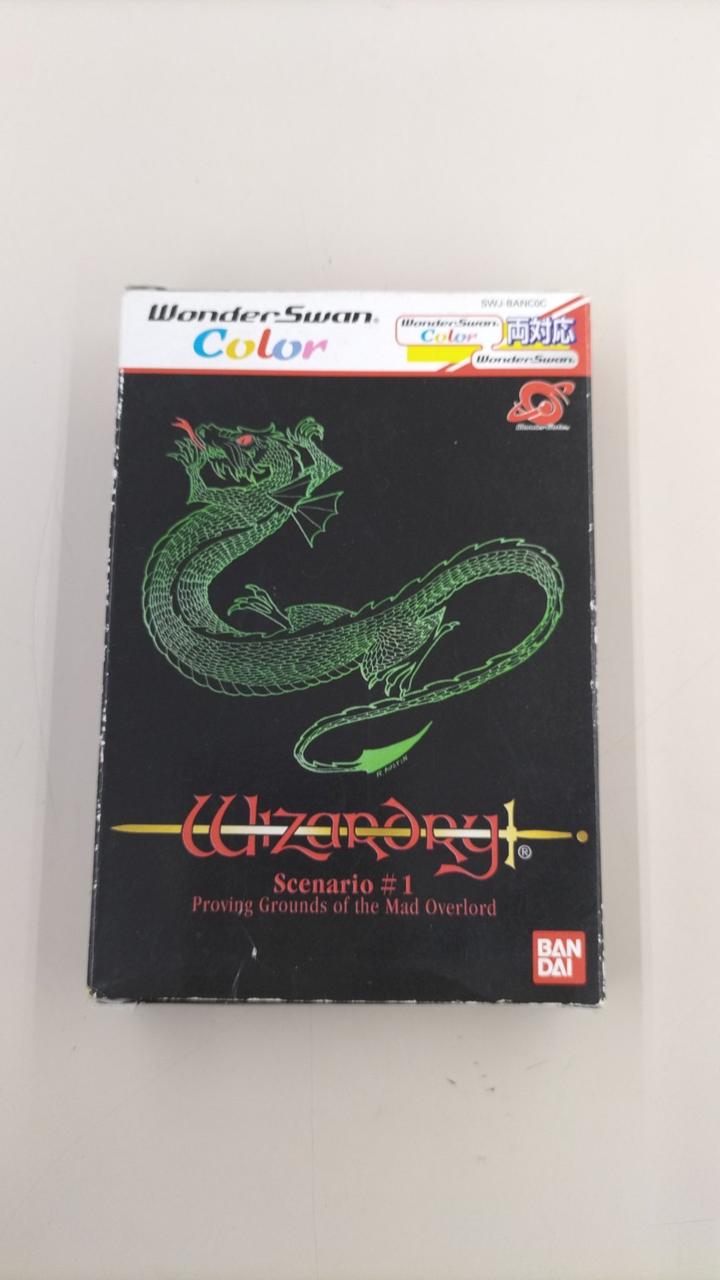 SWJ-BANC0C
WonderSwan®
Color
WonderSwan
Color
両対応
WonderSwan
R. AUSTIN
Wizardry®
Scenario #1
Proving Grounds of the Mad Overlord
BAN
DAI